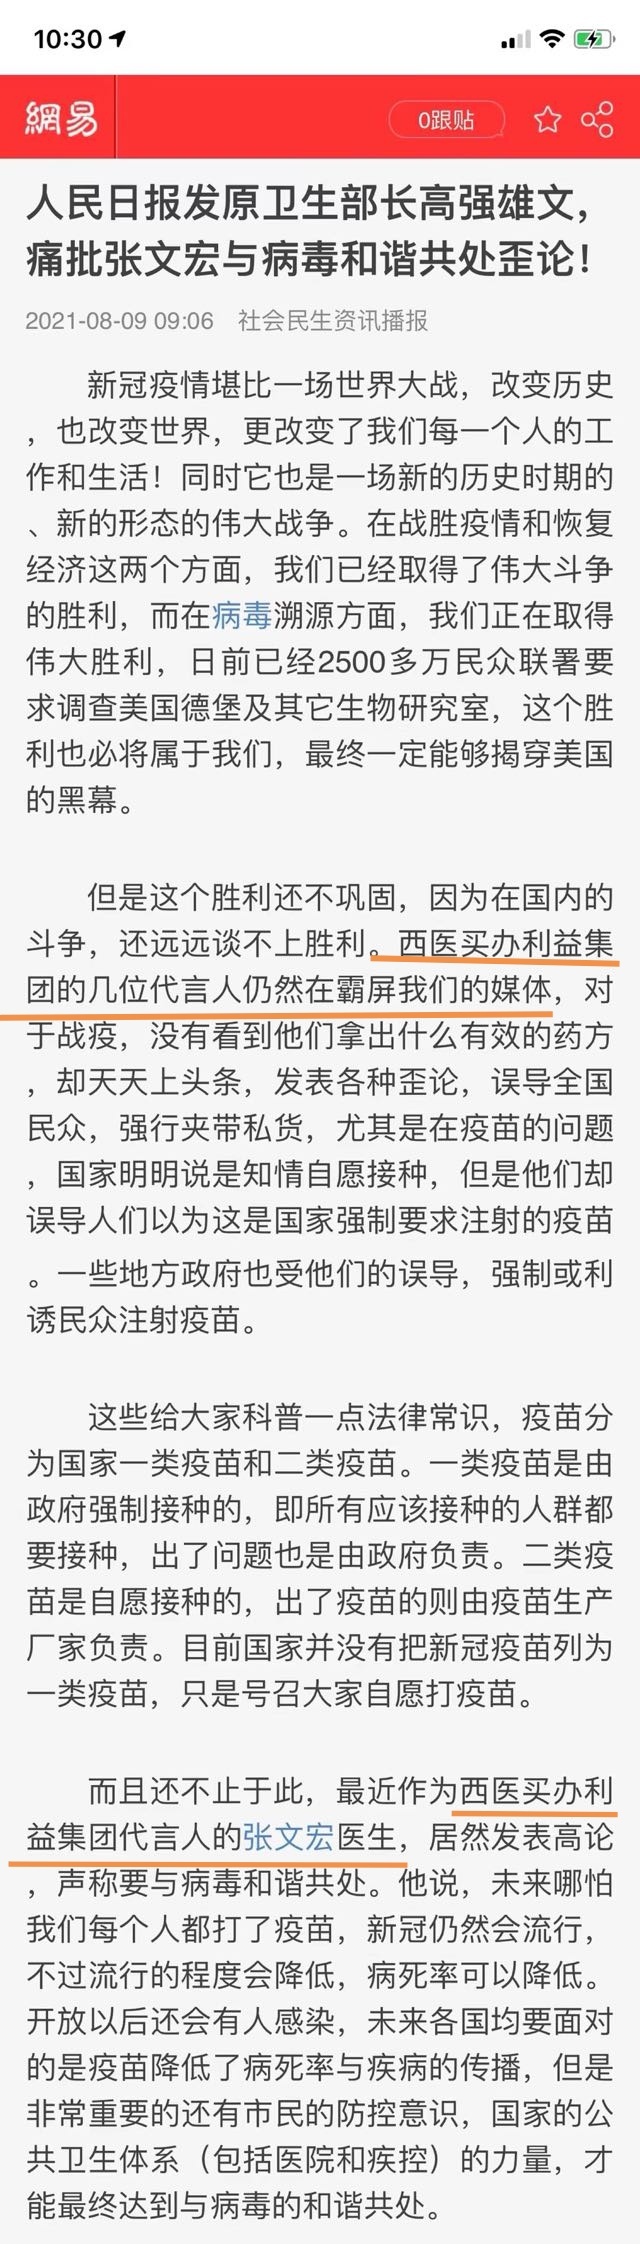 10:30
網易
0跟贴
人民日报发原卫生部长高强雄文，
痛批张文宏与病毒和谐共处歪论！
2021-08-09 09:06 社会民生资讯播报
新冠疫情堪比一场世界大战，改变历史
，也改变世界，更改变了我们每一个人的工
作和生活！同时它也是一场新的历史时期的
、新的形态的伟大战争。在战胜疫情和恢复
经济这两个方面，我们已经取得了伟大斗争
的胜利，而在病毒溯源方面，我们正在取得
伟大胜利，日前已经2500多万民众联署要
求调查美国德堡及其它生物研究室，这个胜
利也必将属于我们，最终一定能够揭穿美国
的黑幕。
但是这个胜利还不巩固，因为在国内的
斗争，还远远谈不上胜利。西医买办利益集
团的几位代言人仍然在霸屏我们的媒体，对
于战疫，没有看到他们拿出什么有效的药方
，却天天上头条，发表各种歪论，误导全国
民众，强行夹带私货，尤其是在疫苗的问题
，国家明明说是知情自愿接种，但是他们却
误导人们以为这是国家强制要求注射的疫苗
。一些地方政府也受他们的误导，强制或利
诱民众注射疫苗。
这些给大家科普一点法律常识，疫苗分
为国家一类疫苗和二类疫苗。一类疫苗是由
政府强制接种的，即所有应该接种的人群都
要接种，出了问题也是由政府负责。二类疫
苗是自愿接种的，出了疫苗的则由疫苗生产
厂家负责。目前国家并没有把新冠疫苗列为
一类疫苗，只是号召大家自愿打疫苗。
而且还不止于此，最近作为西医买办利
益集团代言人的张文宏医生，居然发表高论
，声称要与病毒和谐共处。他说，未来哪怕
我们每个人都打了疫苗，新冠仍然会流行，
不过流行的程度会降低，病死率可以降低。
开放以后还会有人感染，未来各国均要面对
的是疫苗降低了病死率与疾病的传播，但是
非常重要的还有市民的防控意识，国家的公
共卫生体系（包括医院和疾控）的力量，才
能最终达到与病毒的和谐共处。